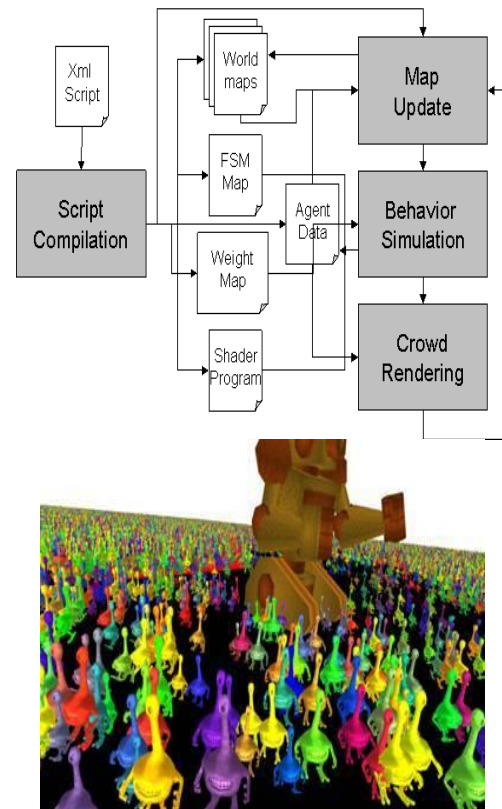 Xml
Script
Script
Compilation
World
maps
FSM
Map
Weight
Map
Shader
Program
Agent
Data
Map
Update
Behavior
Simulation
Crowd
Rendering